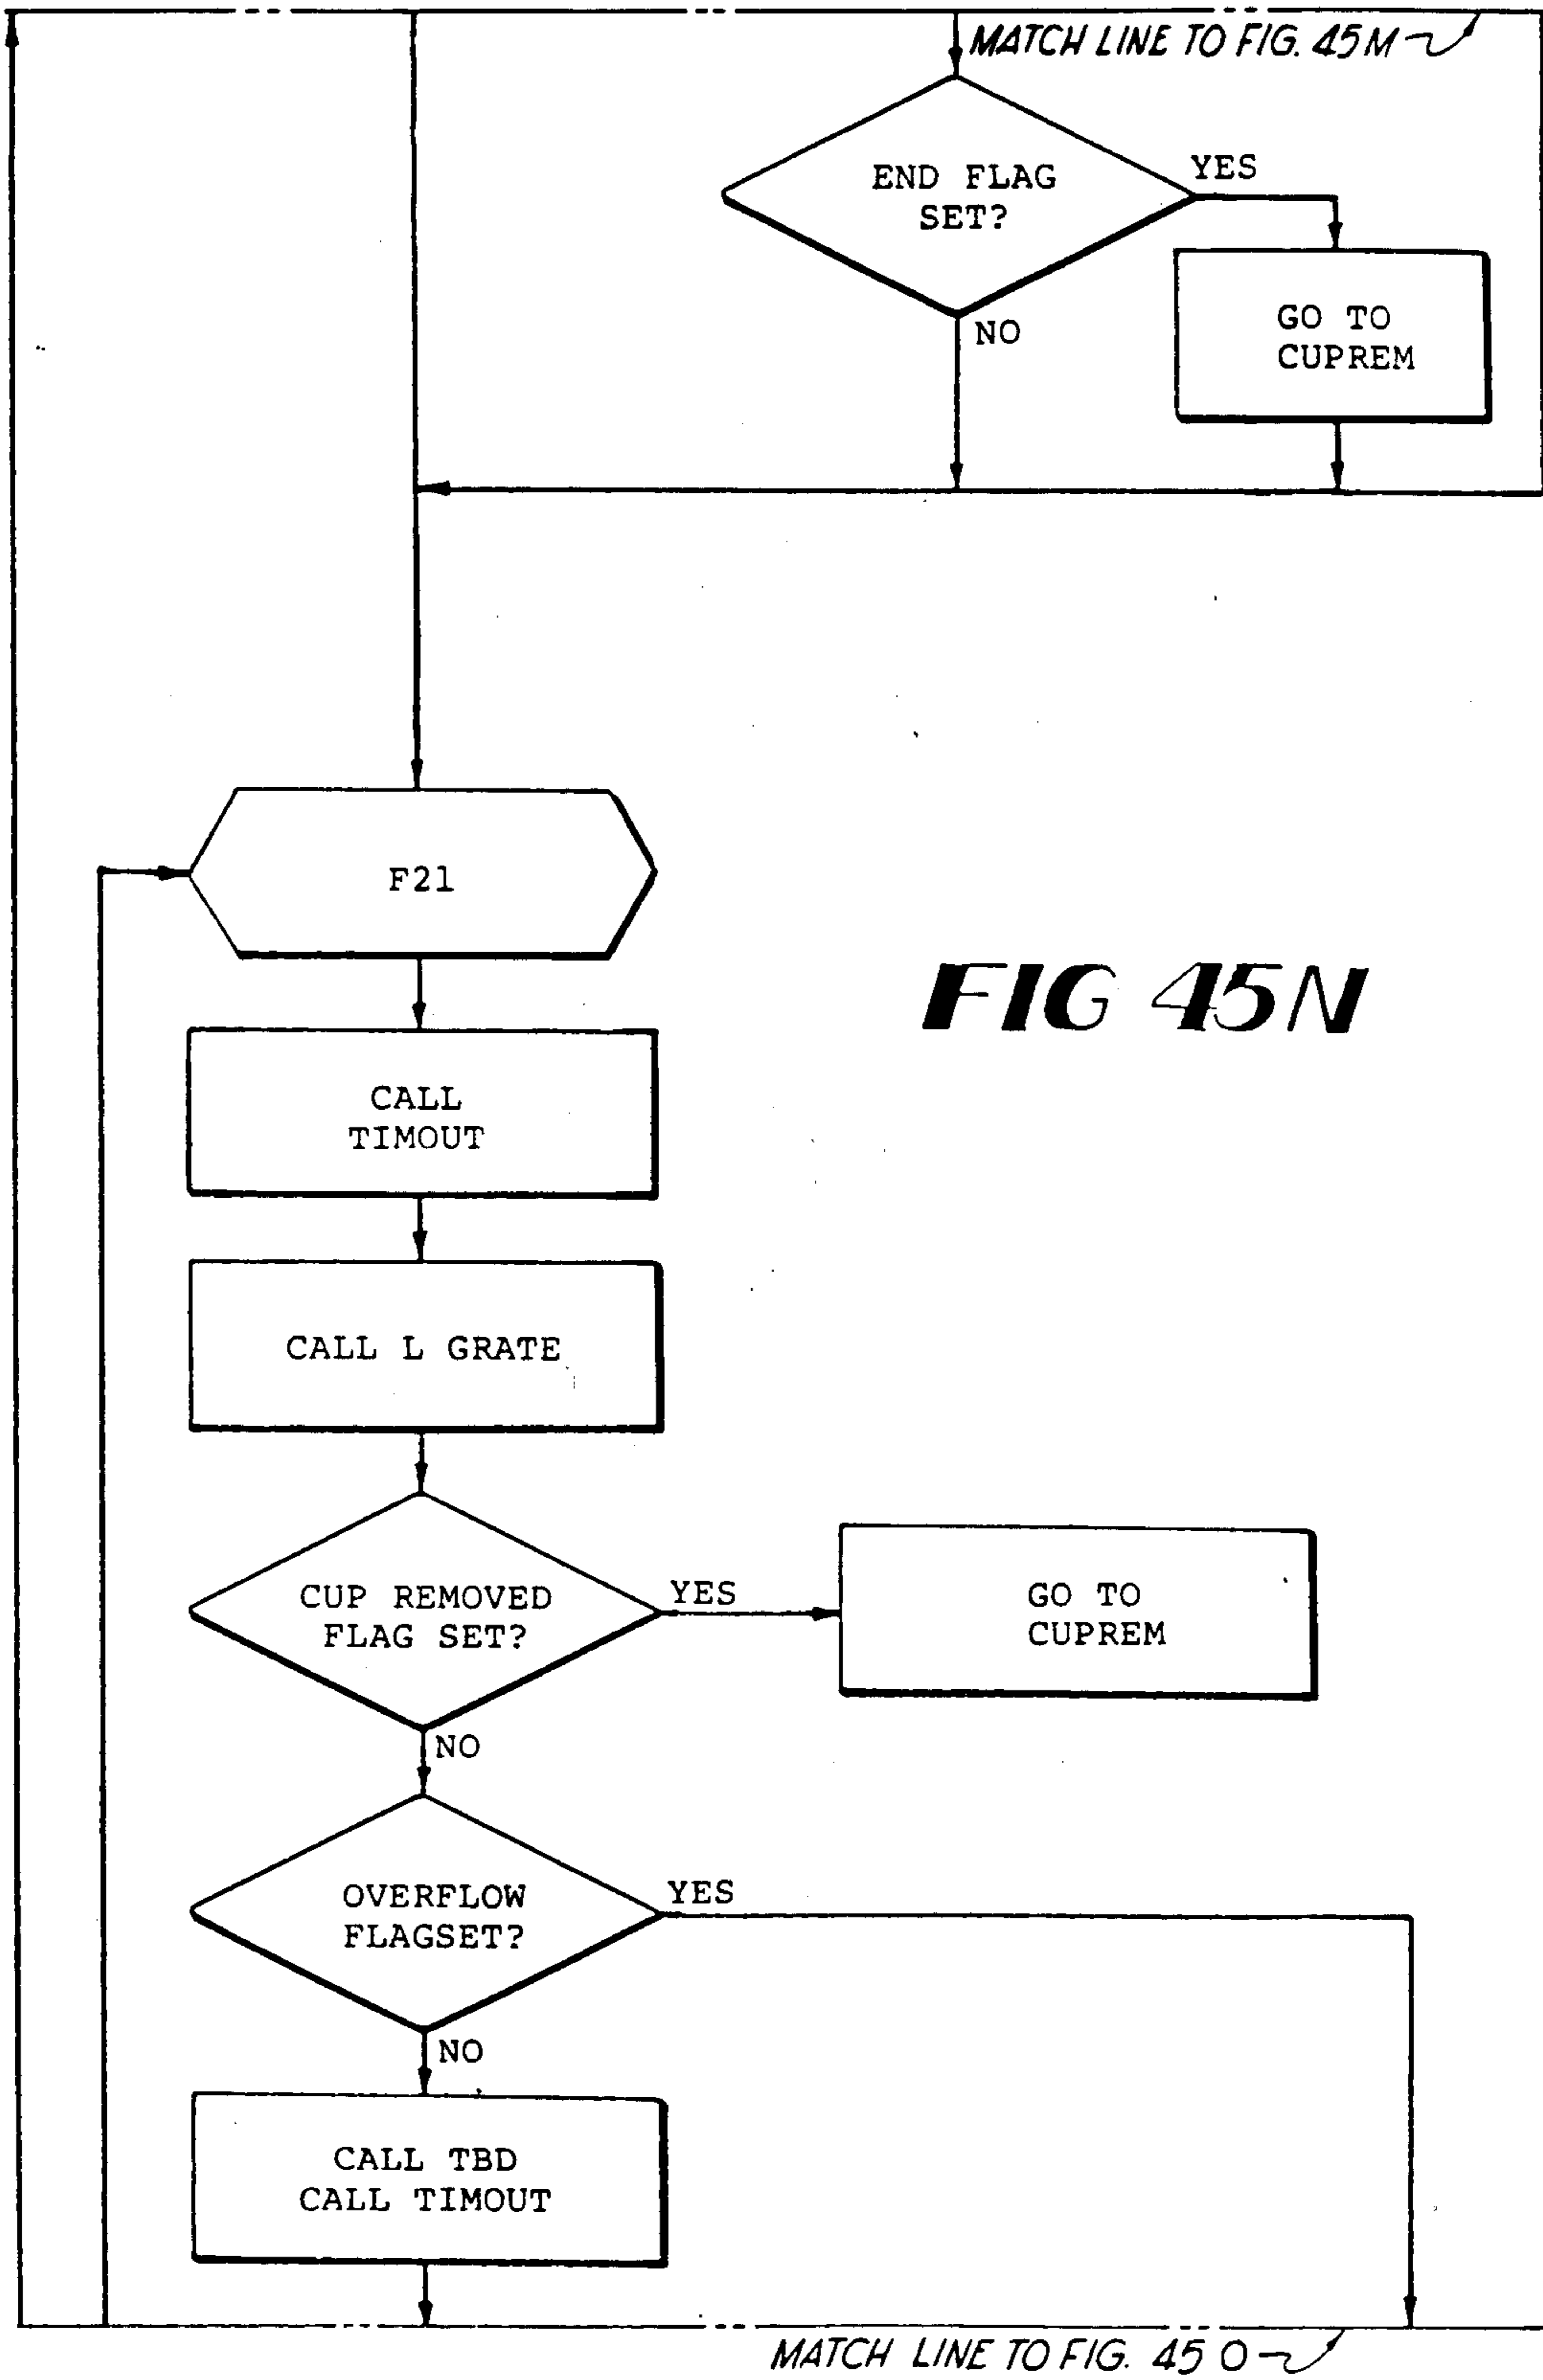 MATCH LINE TO FIG. 45M
END FLAG
SET?
YES
NO
GO TO
CUPREM
F21
FIG 45N
CALL
TIMOUT
CALL L GRATE
CUP REMOVED
FLAG SET?
YES
GO TO
CUPREM
NO
OVERFLOW
FLAGSET?
YES
NO
CALL TBD
CALL TIMOUT
MATCH LINE TO FIG. 45 O